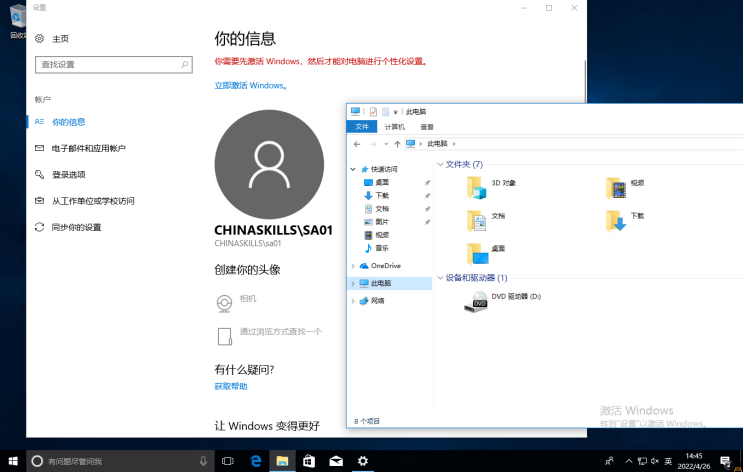 设置
回收
主页
查找设置
帐户
你的信息
电子邮件和应用帐户
登录选项
从工作单位或学校访问
同步你的设置
你的信息
你需要先激活 Windows，然后才能对电脑进行个性化设置。
立即激活 Windows。
CHINASKILLS\SA01
CHINASKILLS\sa01
创建你的头像
相机
通过浏览方式查找一个
有什么疑问?
获取帮助
让 Windows 变得更好
此电脑
文件 计算机 查看
此电脑
快速访问
桌面
下载
文档
图片
视频
音乐
OneDrive
此电脑
网络
文件夹 (7)
3D 对象
视频
文档
下载
桌面
设备和驱动器 (1)
DVD 驱动器 (D:)
DVD
8 个项目
激活 Windows
转到"设置"以激活 Windows。
有问题尽管问我
英
14:45
2022/4/26